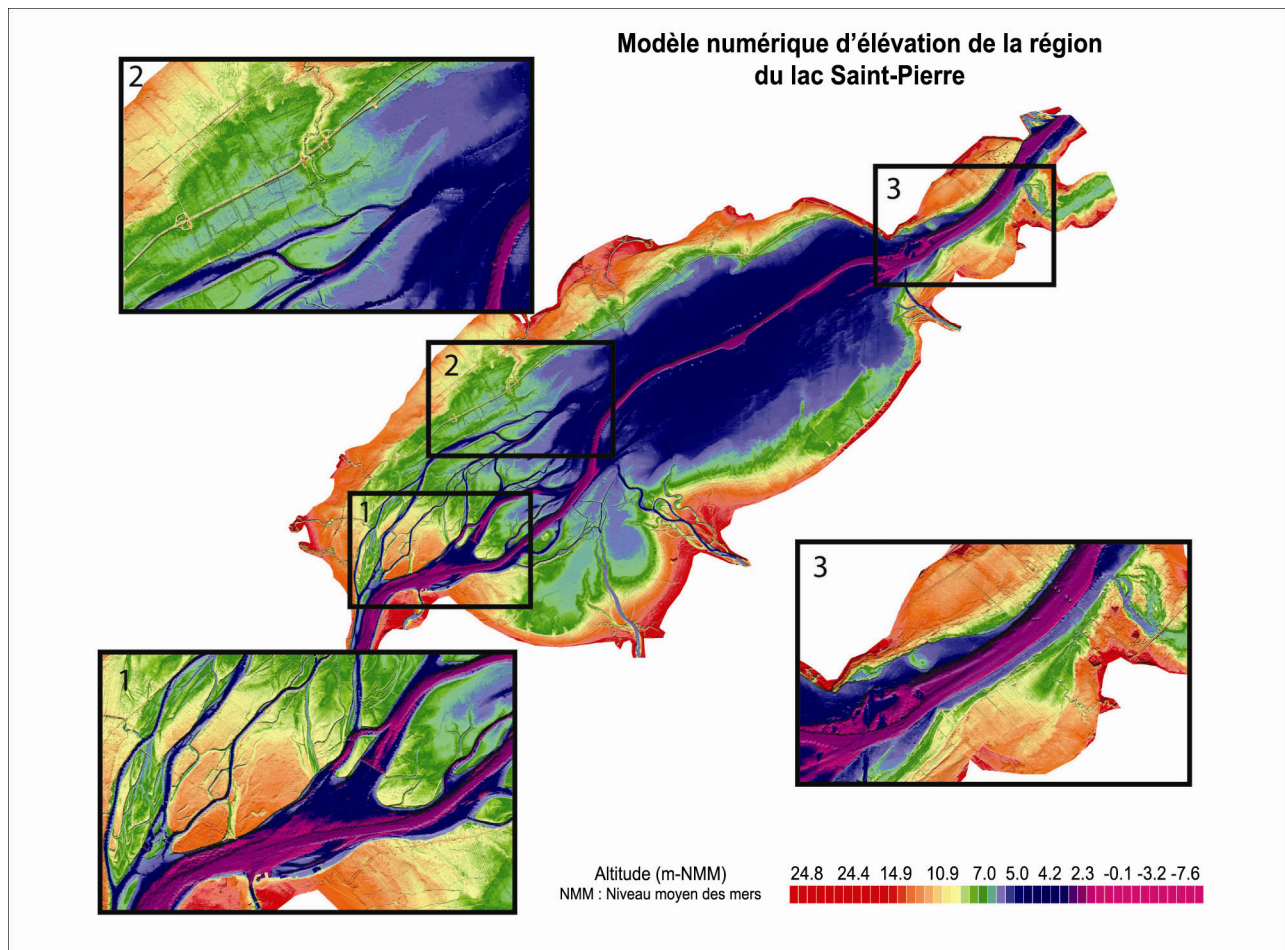 Modèle numérique d'élévation de la région
du lac Saint-Pierre
2
3
2
1
3
1
Altitude (m-NMM)
NMM : Niveau moyen des mers
24.8 24.4 14.9 10.9 7.0 5.0 4.2 2.3 -0.1 -3.2 -7.6